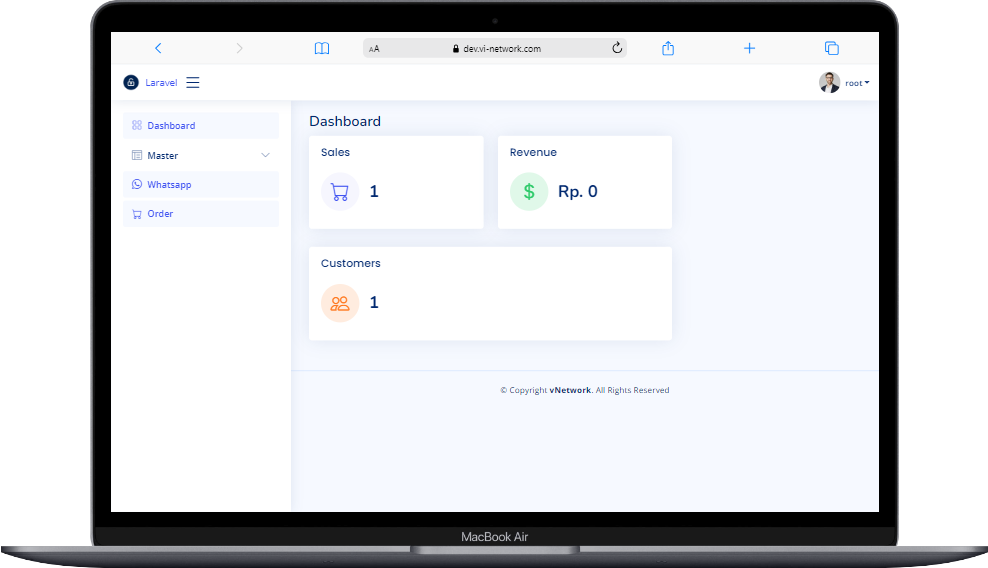 AA
dev.vi-network.com
Laravel
root
Dashboard
Master
Whatsapp
Order
Dashboard
Sales
1
Revenue
$
Rp. 0
Customers
1
© Copyright vNetwork. All Rights Reserved
MacBook Air